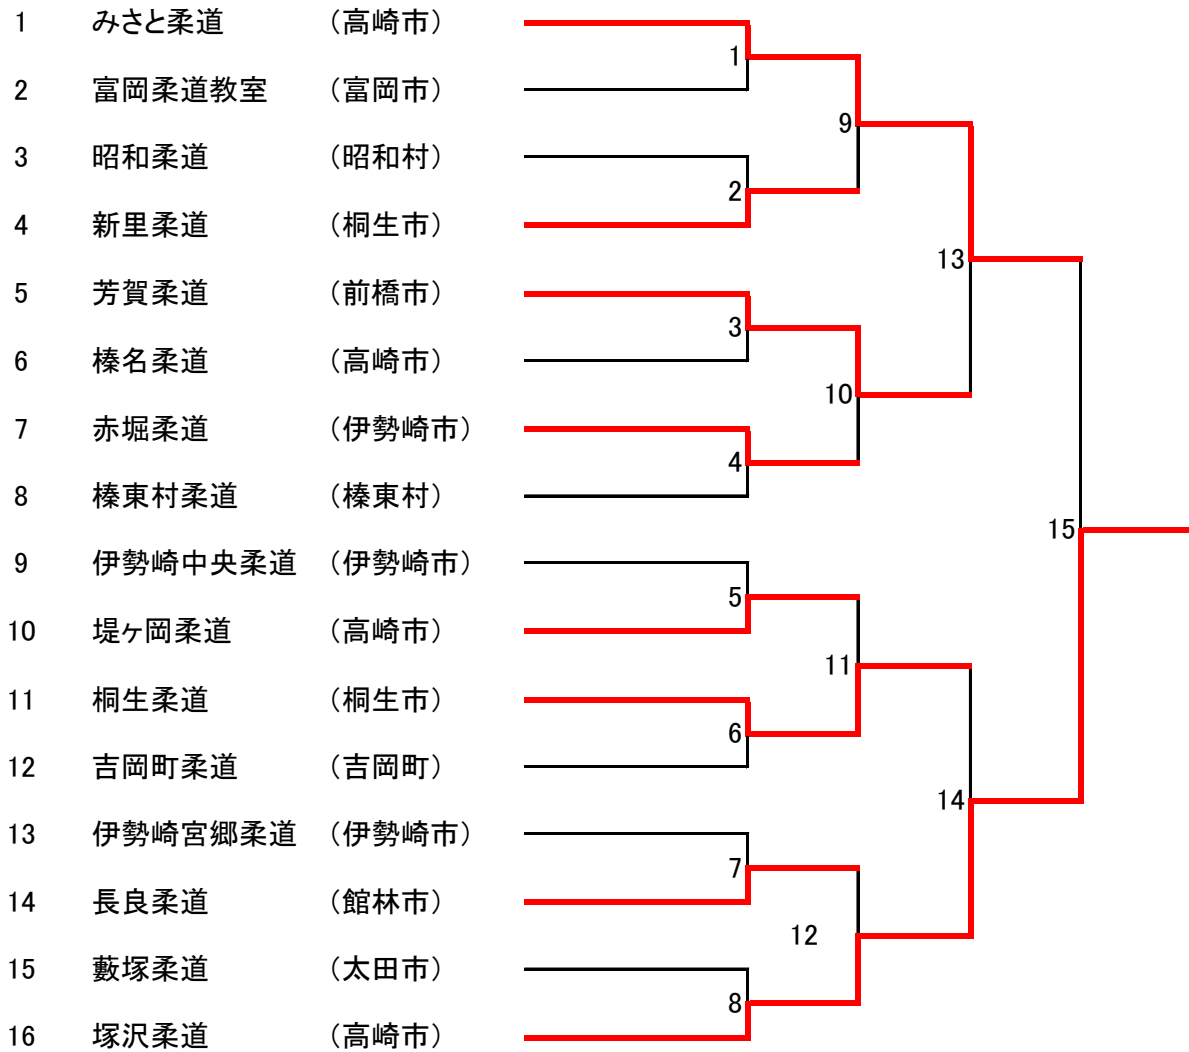 1 みさと柔道 （高崎市）
1
2 富岡柔道教室 （富岡市）
9
3 昭和柔道 （昭和村）
2
4 新里柔道 （桐生市）
13
5 芳賀柔道 （前橋市）
3
6 榛名柔道 （高崎市）
10
7 赤堀柔道 （伊勢崎市）
4
8 榛東村柔道 （榛東村）
15
9 伊勢崎中央柔道 （伊勢崎市）
5
10 堤ヶ岡柔道 （高崎市）
11
11 桐生柔道 （桐生市）
6
12 吉岡町柔道 （吉岡町）
14
13 伊勢崎宮郷柔道 （伊勢崎市）
7
14 長良柔道 （館林市）
12
15 藪塚柔道 （太田市）
8
16 塚沢柔道 （高崎市）